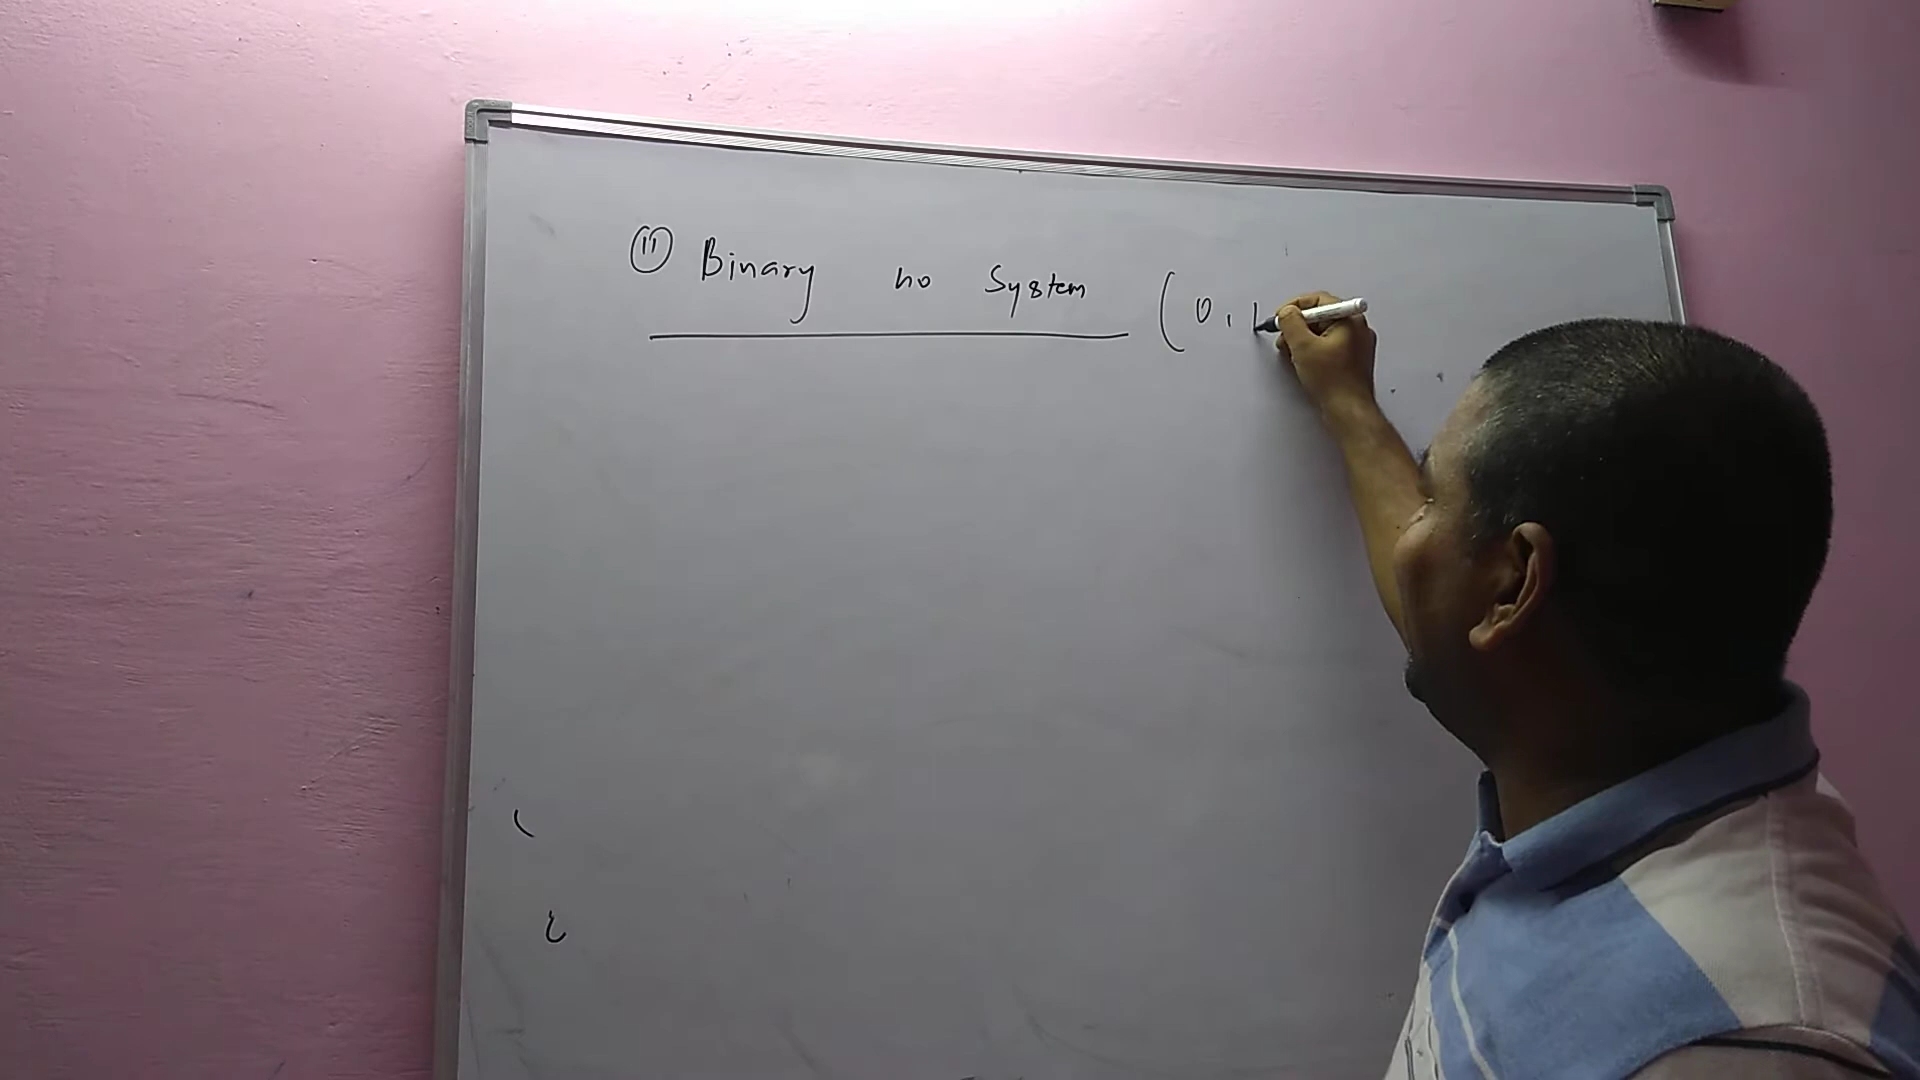 (11) Binary no System (0, 1